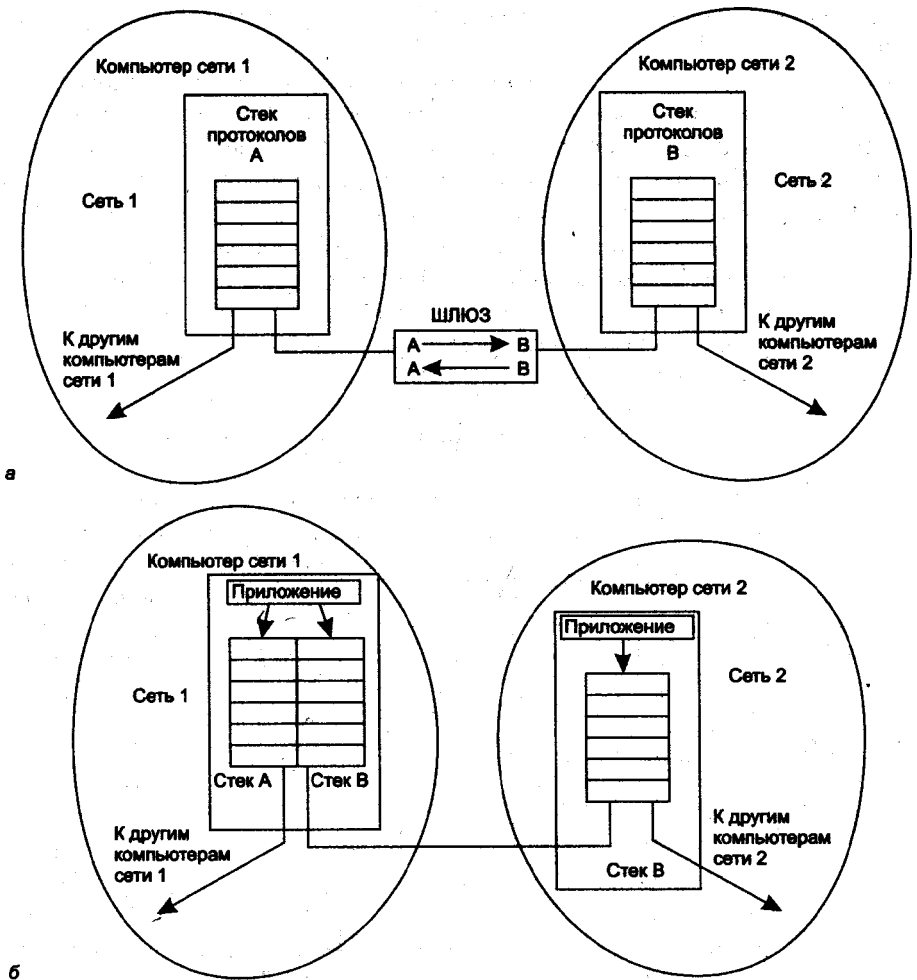 Компьютер сети 1
Стек
протоколов
А
Сеть 1
К другим
компьютерам
сети 1
ШЛЮЗ
А В
А В
Компьютер сети 2
Стек
протоколов
В
Сеть 2
К другим
компьютерам
сети 2
а
Компьютер сети 1
Приложение
Сеть 1
Стек А
Стек В
К другим
компьютерам
сети 1
Компьютер сети 2
Приложение
Сеть 2
Стек В
К другим
компьютерам
сети 2
б